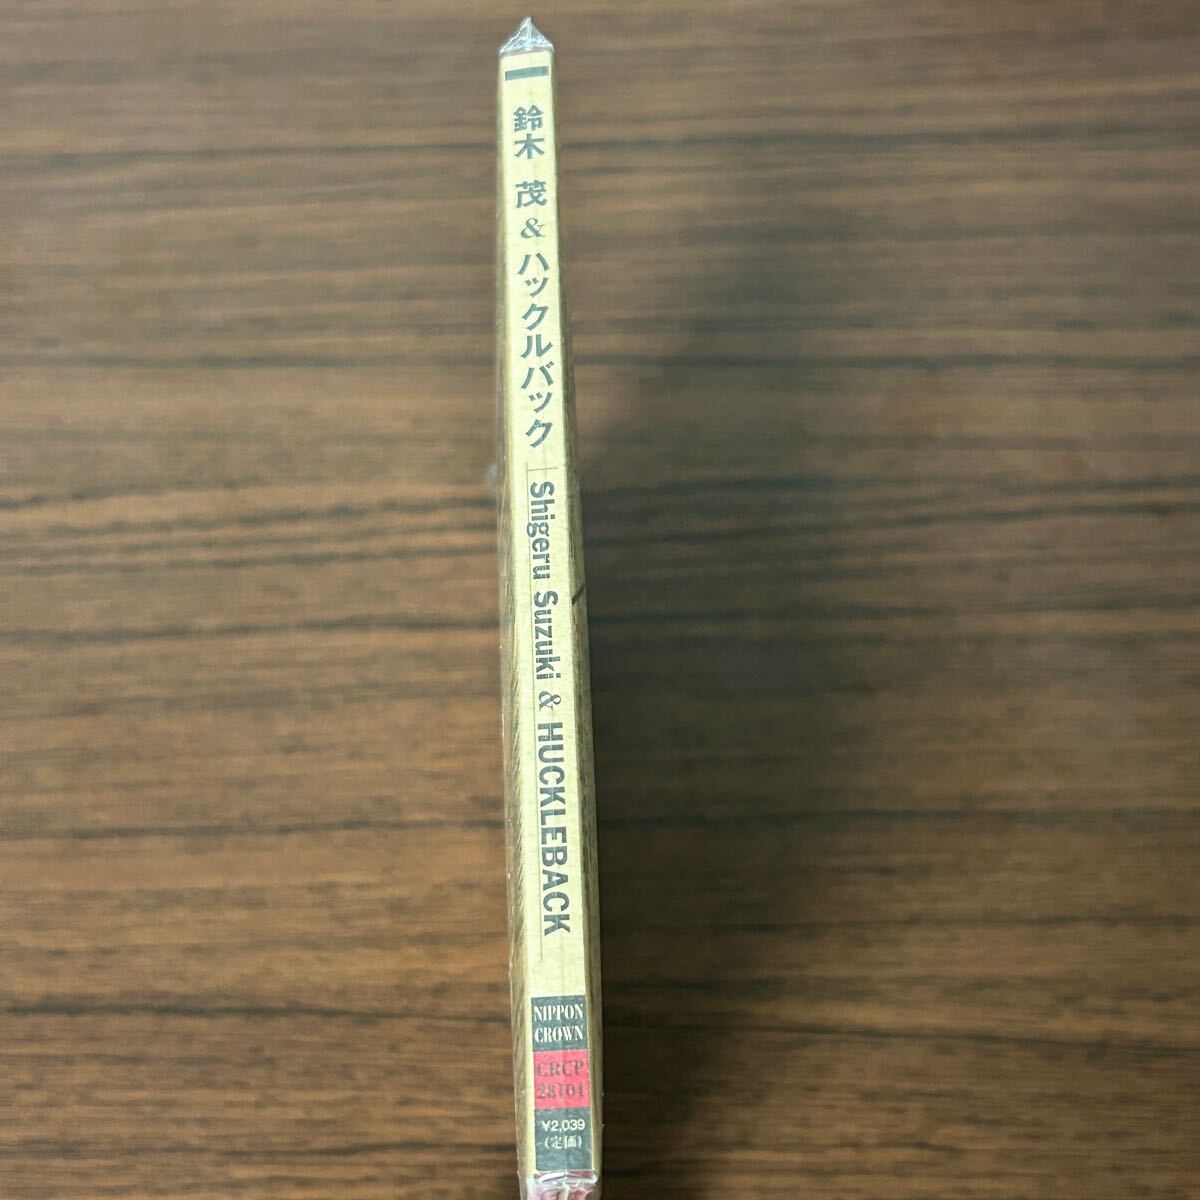 鈴木 茂 & ハックルバック
Shigeru Suzuki & HUCKLEBACK
NIPPON
CROWN
CRCP
28104
¥2,039
(定価)